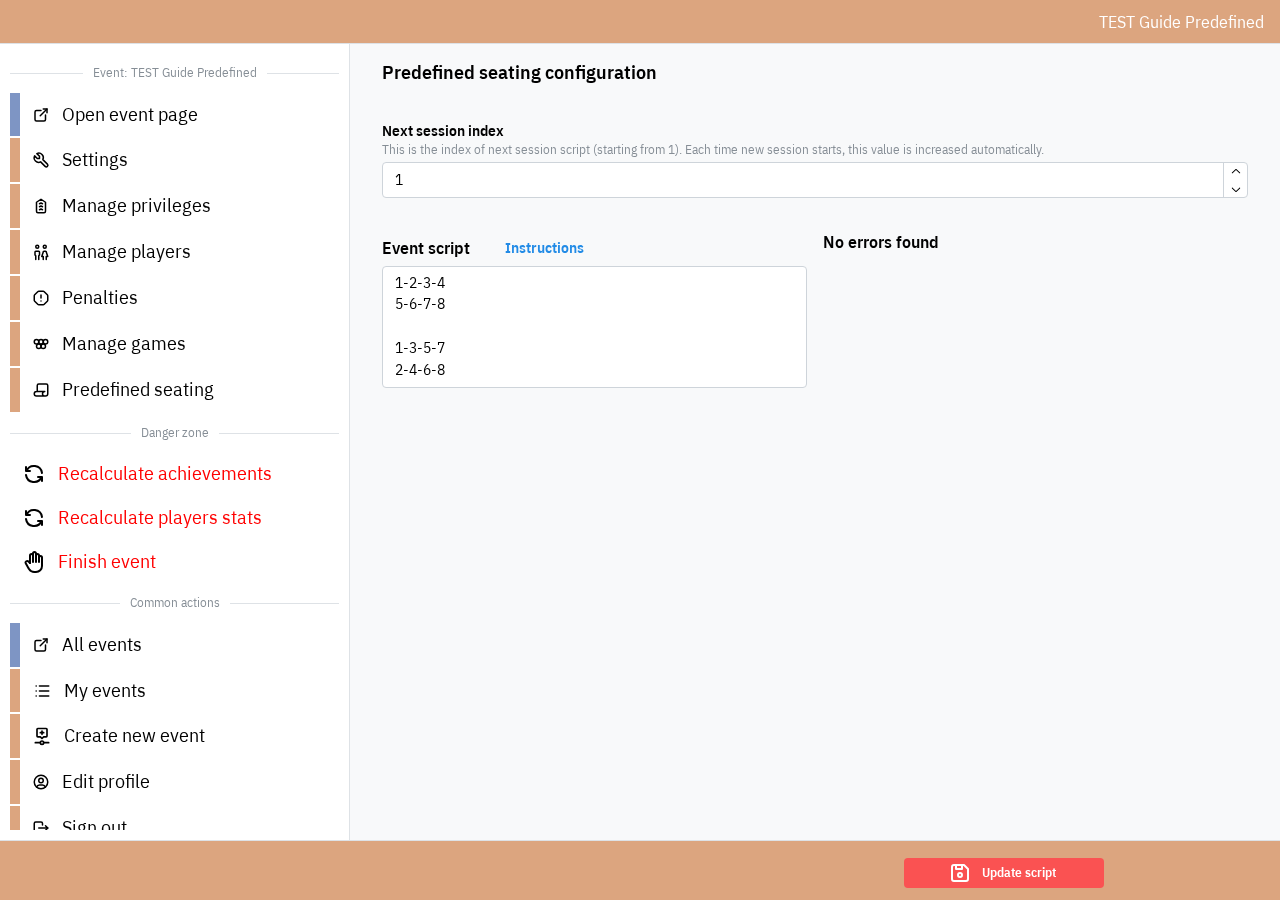 TEST Guide Predefined
Event: TEST Guide Predefined
Open event page
Settings
Manage privileges
Manage players
Penalties
Manage games
Predefined seating
Danger zone
Recalculate achievements
Recalculate players stats
Finish event
Common actions
All events
My events
Create new event
Edit profile
Sign out
Predefined seating configuration
Next session index
This is the index of next session script (starting from 1). Each time new session starts, this value is increased automatically.
1
Event script Instructions
1-2-3-4
5-6-7-8
1-3-5-7
2-4-6-8
No errors found
Update script